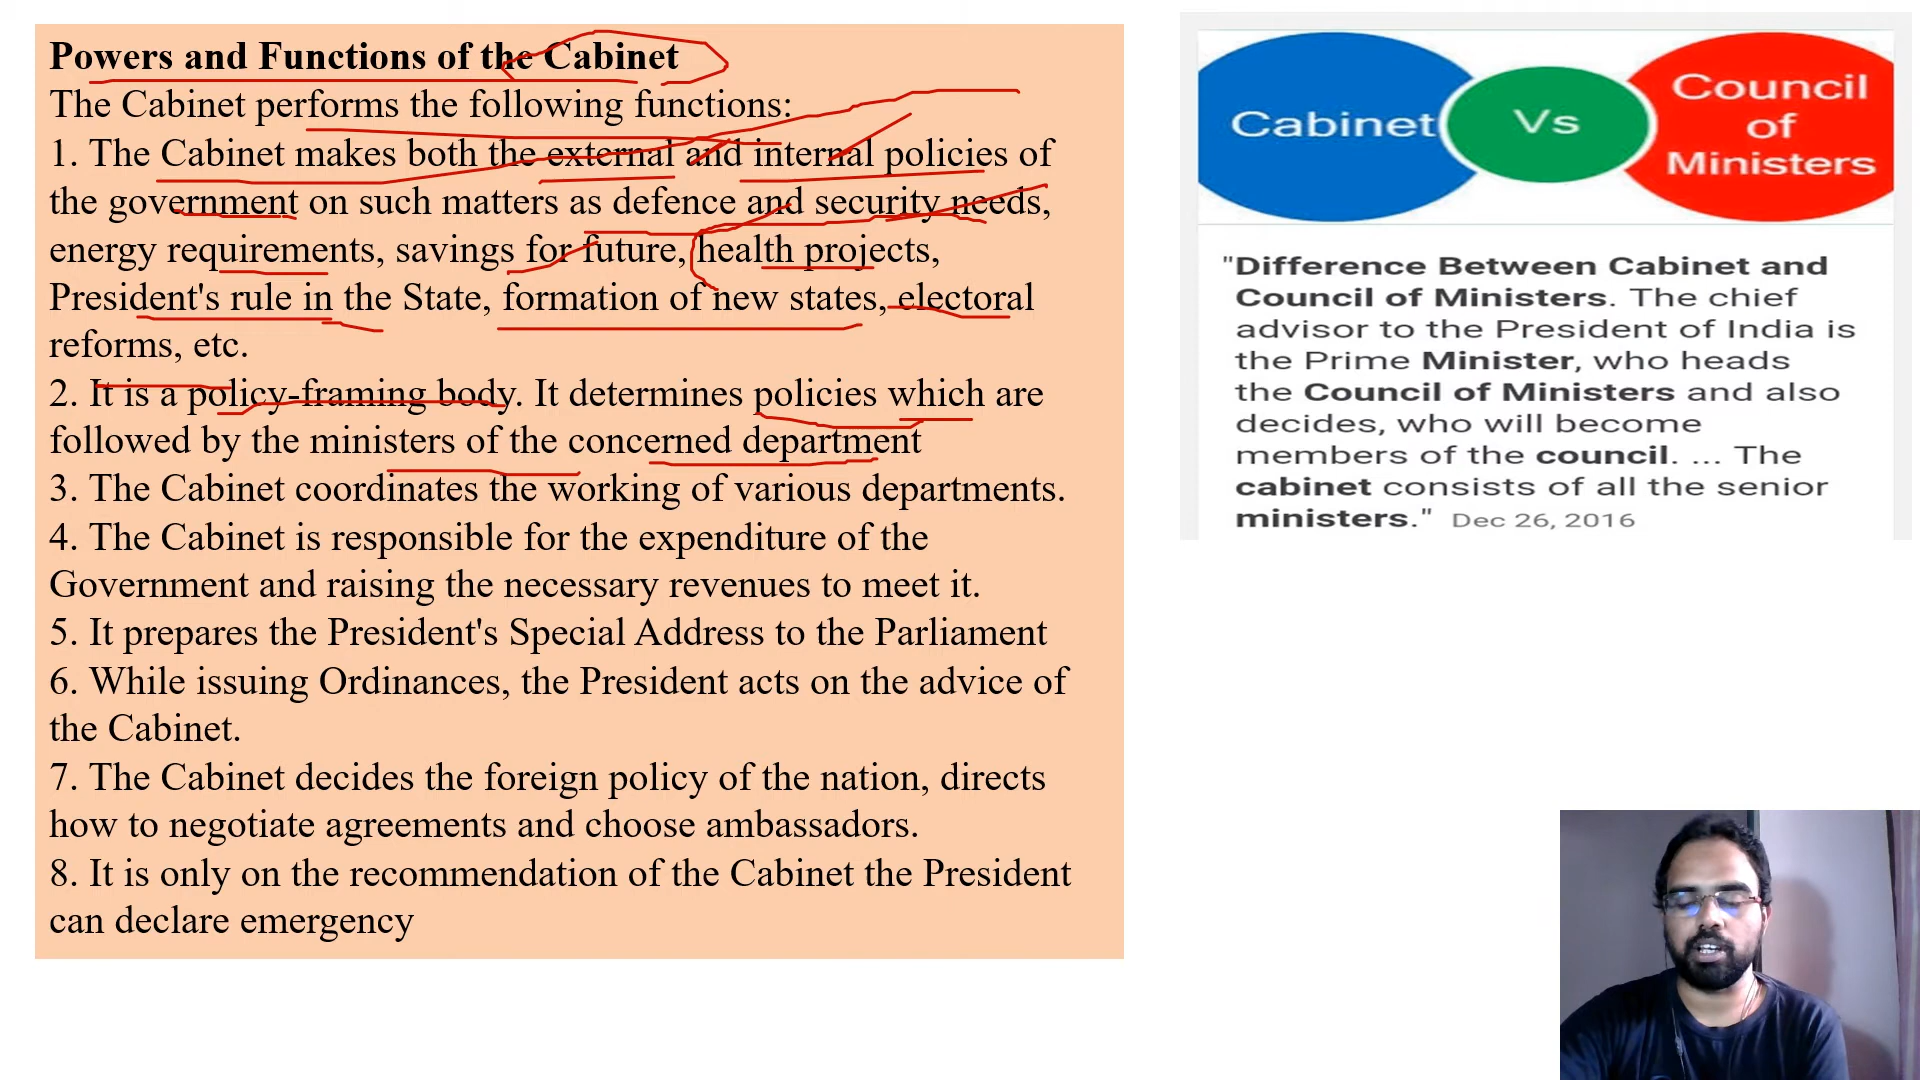 Powers and Functions of the Cabinet
The Cabinet performs the following functions:
1. The Cabinet makes both the external and internal policies of
the government on such matters as defence and security needs,
energy requirements, savings for future, health projects,
President's rule in the State, formation of new states, electoral
reforms, etc.
2. It is a policy-framing body. It determines policies which are
followed by the ministers of the concerned department
3. The Cabinet coordinates the working of various departments.
4. The Cabinet is responsible for the expenditure of the
Government and raising the necessary revenues to meet it.
5. It prepares the President's Special Address to the Parliament
6. While issuing Ordinances, the President acts on the advice of
the Cabinet.
7. The Cabinet decides the foreign policy of the nation, directs
how to negotiate agreements and choose ambassadors.
8. It is only on the recommendation of the Cabinet the President
can declare emergency
Cabinet
Vs
Council
of
Ministers
"Difference Between Cabinet and
Council of Ministers. The chief
advisor to the President of India is
the Prime Minister, who heads
the Council of Ministers and also
decides, who will become
members of the council. ... The
cabinet consists of all the senior
ministers." Dec 26, 2016